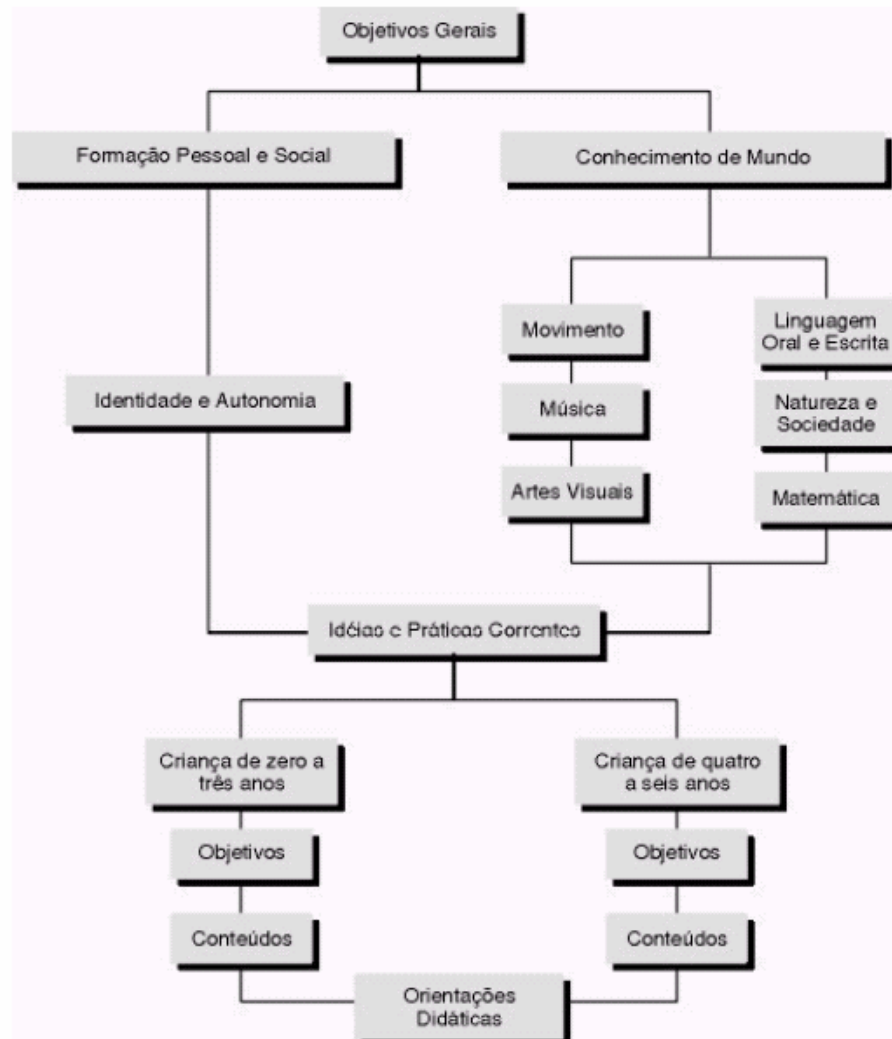 Objetivos Gerais
Formação Pessoal e Social
Conhecimento de Mundo
Movimento
Linguagem
Oral e Escrita
Identidade e Autonomia
Música
Natureza e
Sociedade
Artes Visuais
Matemática
Idéias e Práticas Correntes
Criança de zero a
três anos
Criança de quatro
a seis anos
Objetivos
Objetivos
Conteúdos
Conteúdos
Orientações
Didáticas